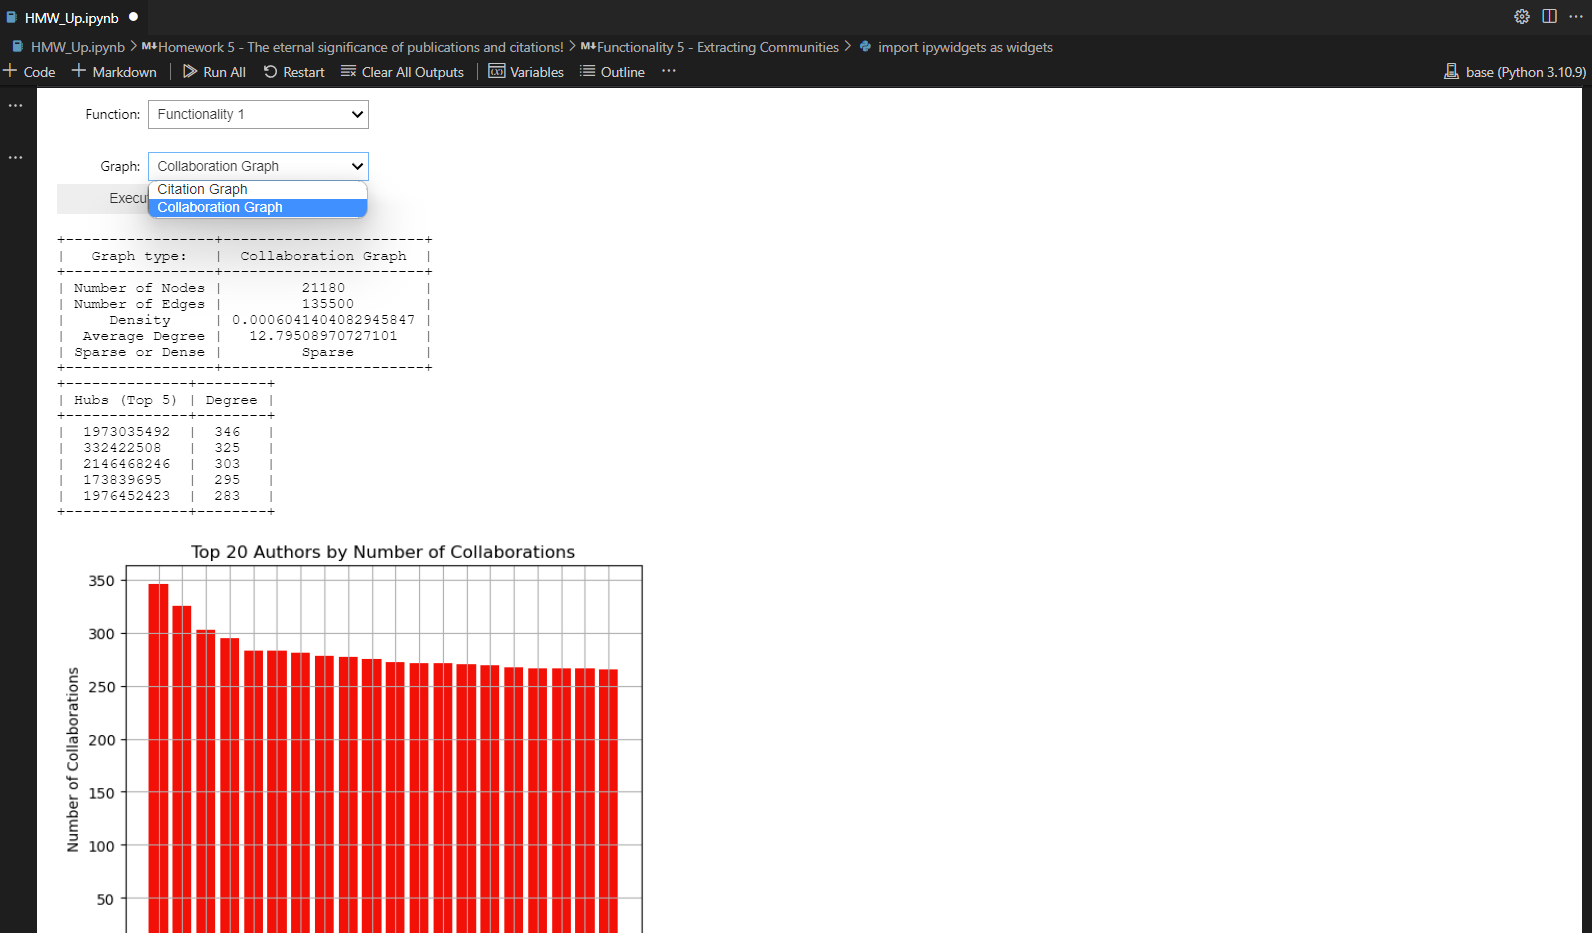 HMW_Up.ipynb
HMW_Up.ipynb > M↓Homework 5 - The eternal significance of publications and citations! > M↓Functionality 5 - Extracting Communities > import ipywidgets as widgets
+ Code + Markdown | Run All Restart Clear All Outputs | Variables Outline ... base (Python 3.10.9)
Function: Functionality 1
Graph: Collaboration Graph
Citation Graph
Execu
Collaboration Graph
+-----------------+------------------------+
| Graph type: | Collaboration Graph |
+-----------------+------------------------+
| Number of Nodes | 21180 |
| Number of Edges | 135500 |
| Density | 0.0006041404082945847 |
| Average Degree | 12.79508970727101 |
| Sparse or Dense | Sparse |
+-----------------+------------------------+
+--------------+--------+
| Hubs (Top 5) | Degree |
+--------------+--------+
| 1973035492 | 346 |
| 332422508 | 325 |
| 2146468246 | 303 |
| 173839695 | 295 |
| 1976452423 | 283 |
+--------------+--------+
Top 20 Authors by Number of Collaborations
Number of Collaborations
350
300
250
200
150
100
50